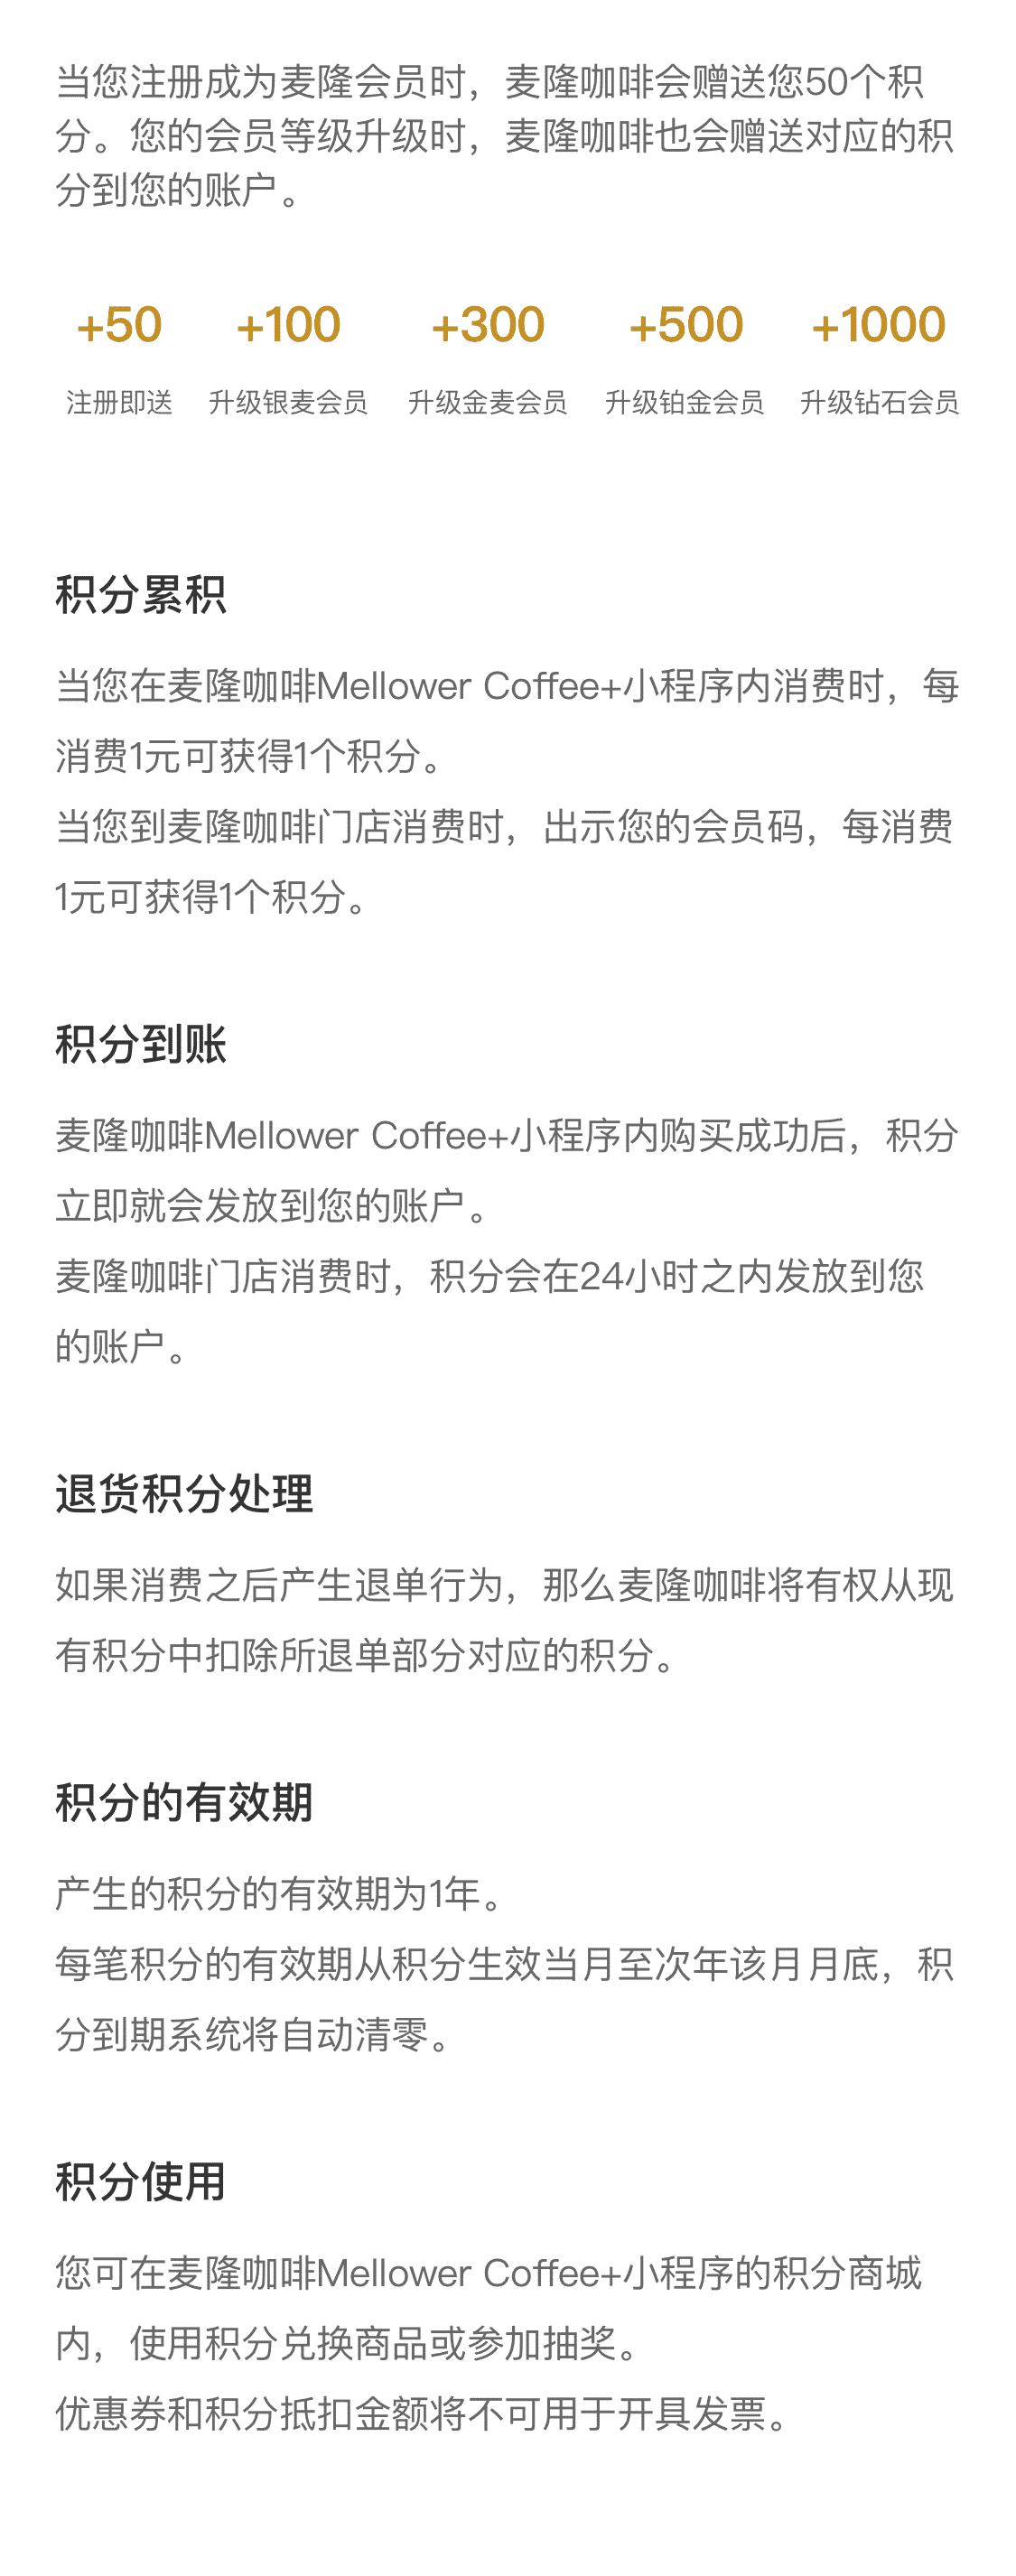 当您注册成为麦隆会员时，麦隆咖啡会赠送您50个积
分。您的会员等级升级时，麦隆咖啡也会赠送对应的积
分到您的账户。
+50 +100 +300 +500 +1000
注册即送 升级银麦会员 升级金麦会员 升级铂金会员 升级钻石会员
积分累积
当您在麦隆咖啡Mellower Coffee+小程序内消费时，每
消费1元可获得1个积分。
当您到麦隆咖啡门店消费时，出示您的会员码，每消费
1元可获得1个积分。
积分到账
麦隆咖啡Mellower Coffee+小程序内购买成功后，积分
立即就会发放到您的账户。
麦隆咖啡门店消费时，积分会在24小时之内发放到您
的账户。
退货积分处理
如果消费之后产生退单行为，那么麦隆咖啡将有权从现
有积分中扣除所退单部分对应的积分。
积分的有效期
产生的积分的有效期为1年。
每笔积分的有效期从积分生效当月至次年该月月底，积
分到期系统将自动清零。
积分使用
您可在麦隆咖啡Mellower Coffee+小程序的积分商城
内，使用积分兑换商品或参加抽奖。
优惠券和积分抵扣金额将不可用于开具发票。